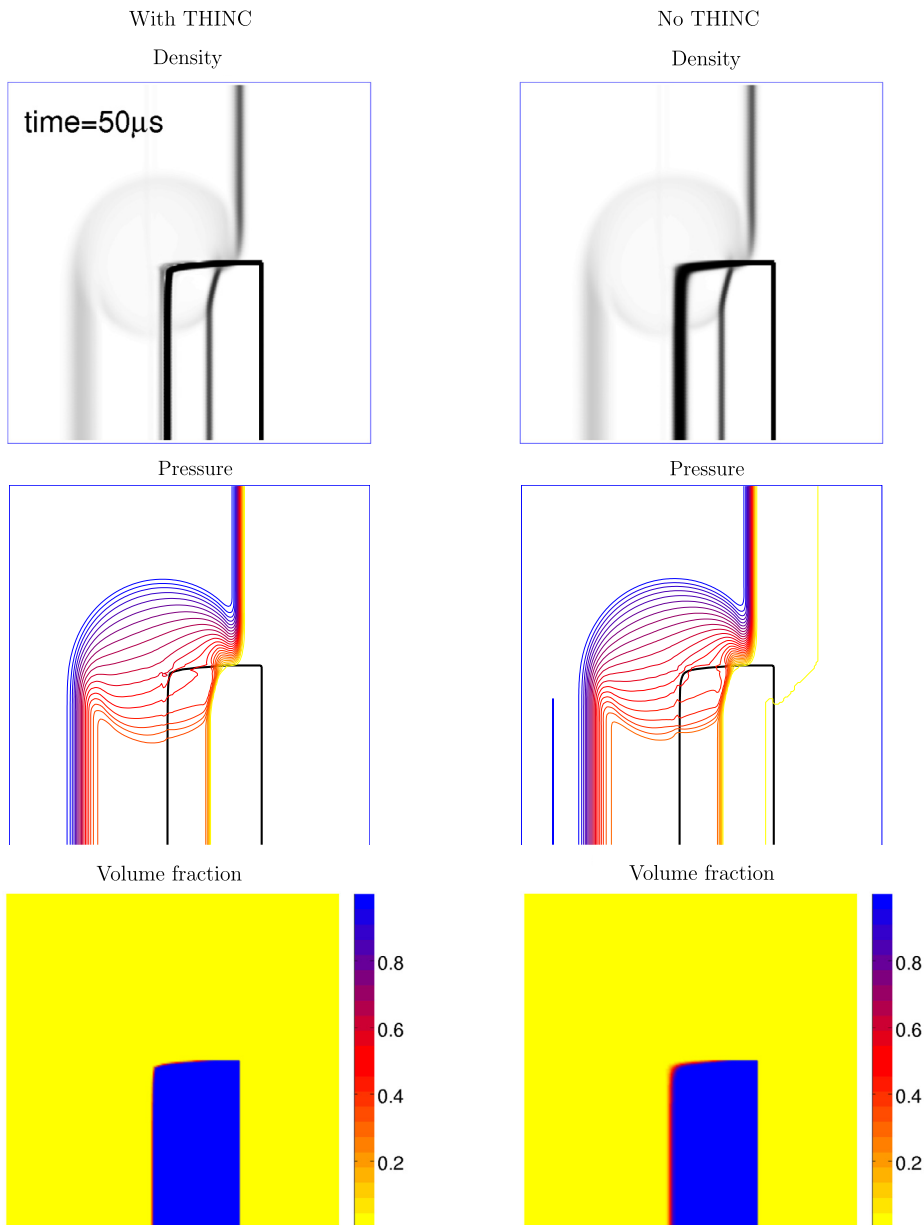 With THINC
No THINC
Density
Density
time=50μs
Pressure
Pressure
Volume fraction
Volume fraction
0.8
0.6
0.4
0.2
0.8
0.6
0.4
0.2